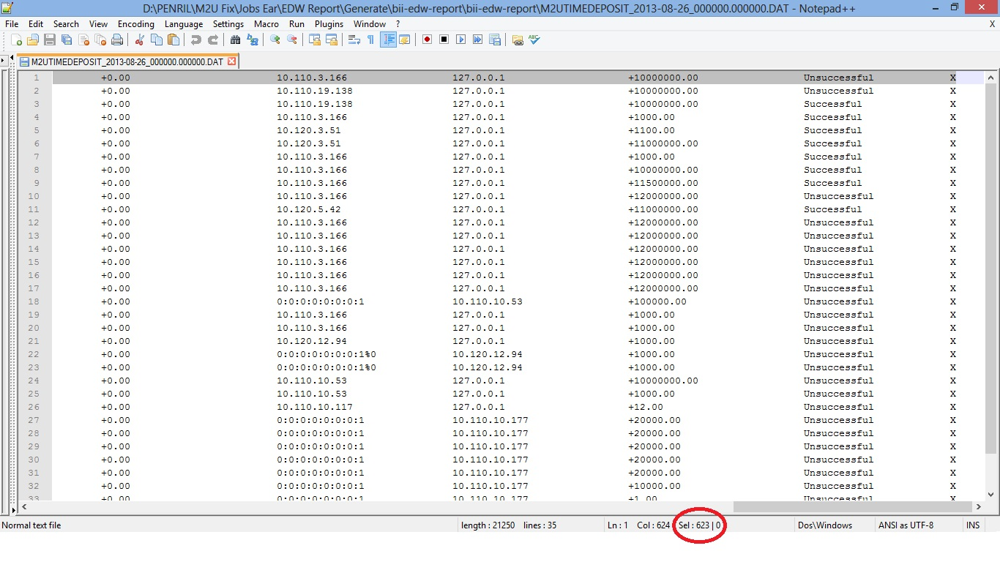 D:\PENRIL\M2U Fix\Jobs Ear\EDW Report\Generate\bii-edw-report\bii-edw-report\M2UTIMEDEPOSIT_2013-08-26_000000.000000.DAT - Notepad++
File Edit Search View Encoding Language Settings Macro Run Plugins Window ? X
M2UTIMEDEPOSIT_2013-08-26_000000.000000.DAT
1 +0.00 10.110.3.166 127.0.0.1 +10000000.00 Unsuccessful X
2 +0.00 10.110.19.138 127.0.0.1 +10000000.00 Unsuccessful X
3 +0.00 10.110.19.138 127.0.0.1 +10000000.00 Successful X
4 +0.00 10.110.3.166 127.0.0.1 +1000.00 Successful X
5 +0.00 10.120.3.51 127.0.0.1 +1100.00 Successful X
6 +0.00 10.120.3.51 127.0.0.1 +11000000.00 Successful X
7 +0.00 10.110.3.166 127.0.0.1 +1000.00 Successful X
8 +0.00 10.110.3.166 127.0.0.1 +10000000.00 Successful X
9 +0.00 10.110.3.166 127.0.0.1 +11500000.00 Successful X
10 +0.00 10.110.3.166 127.0.0.1 +12000000.00 Unsuccessful X
11 +0.00 10.120.5.42 127.0.0.1 +11000000.00 Successful X
12 +0.00 10.110.3.166 127.0.0.1 +12000000.00 Unsuccessful X
13 +0.00 10.110.3.166 127.0.0.1 +12000000.00 Unsuccessful X
14 +0.00 10.110.3.166 127.0.0.1 +12000000.00 Unsuccessful X
15 +0.00 10.110.3.166 127.0.0.1 +12000000.00 Unsuccessful X
16 +0.00 10.110.3.166 127.0.0.1 +12000000.00 Unsuccessful X
17 +0.00 10.110.3.166 127.0.0.1 +12000000.00 Unsuccessful X
18 +0.00 0:0:0:0:0:0:0:1 10.110.10.53 +100000.00 Unsuccessful X
19 +0.00 10.110.3.166 127.0.0.1 +1000.00 Unsuccessful X
20 +0.00 10.110.3.166 127.0.0.1 +1000.00 Unsuccessful X
21 +0.00 10.120.12.94 127.0.0.1 +1000.00 Unsuccessful X
22 +0.00 0:0:0:0:0:0:0:1%0 10.120.12.94 +1000.00 Unsuccessful X
23 +0.00 0:0:0:0:0:0:0:1%0 10.120.12.94 +1000.00 Unsuccessful X
24 +0.00 10.110.10.53 127.0.0.1 +10000000.00 Unsuccessful X
25 +0.00 10.110.10.53 127.0.0.1 +1000.00 Unsuccessful X
26 +0.00 10.110.10.117 127.0.0.1 +12.00 Unsuccessful X
27 +0.00 0:0:0:0:0:0:0:1 10.110.10.177 +20000.00 Unsuccessful X
28 +0.00 0:0:0:0:0:0:0:1 10.110.10.177 +20000.00 Unsuccessful X
29 +0.00 0:0:0:0:0:0:0:1 10.110.10.177 +20000.00 Unsuccessful X
30 +0.00 0:0:0:0:0:0:0:1 10.110.10.177 +20000.00 Unsuccessful X
31 +0.00 0:0:0:0:0:0:0:1 10.110.10.177 +20000.00 Unsuccessful X
32 +0.00 0:0:0:0:0:0:0:1 10.110.10.177 +10000.00 Unsuccessful X
33 +0.00 0:0:0:0:0:0:0:1 10.110.10.177 +1.00 Unsuccessful X
Normal text file length : 21250 lines : 35 Ln : 1 Col : 624 Sel : 623 | 0 Dos\Windows ANSI as UTF-8 INS